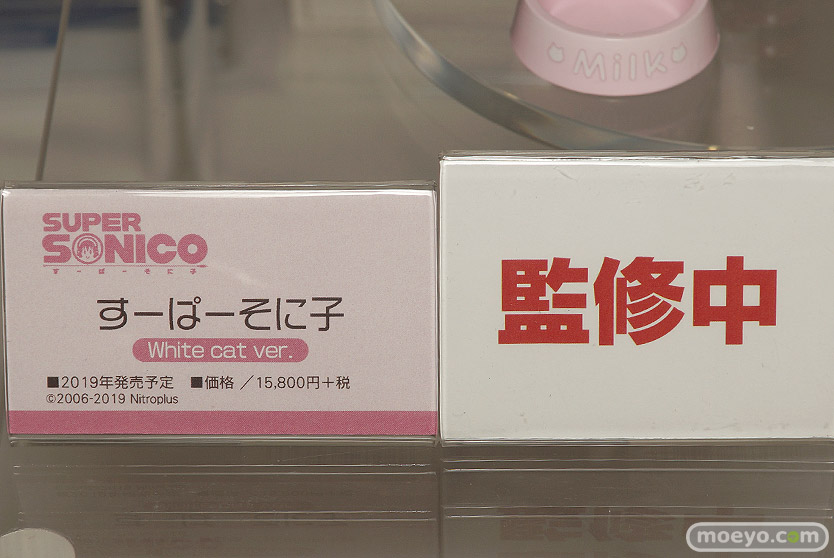 Milk
SUPER
SONICO
すーぱーそに子
すーぱーそに子
White cat ver.
■2019年発売予定 ■価格／15,800円＋税
©2006-2019 Nitroplus
監修中
moeyo.com